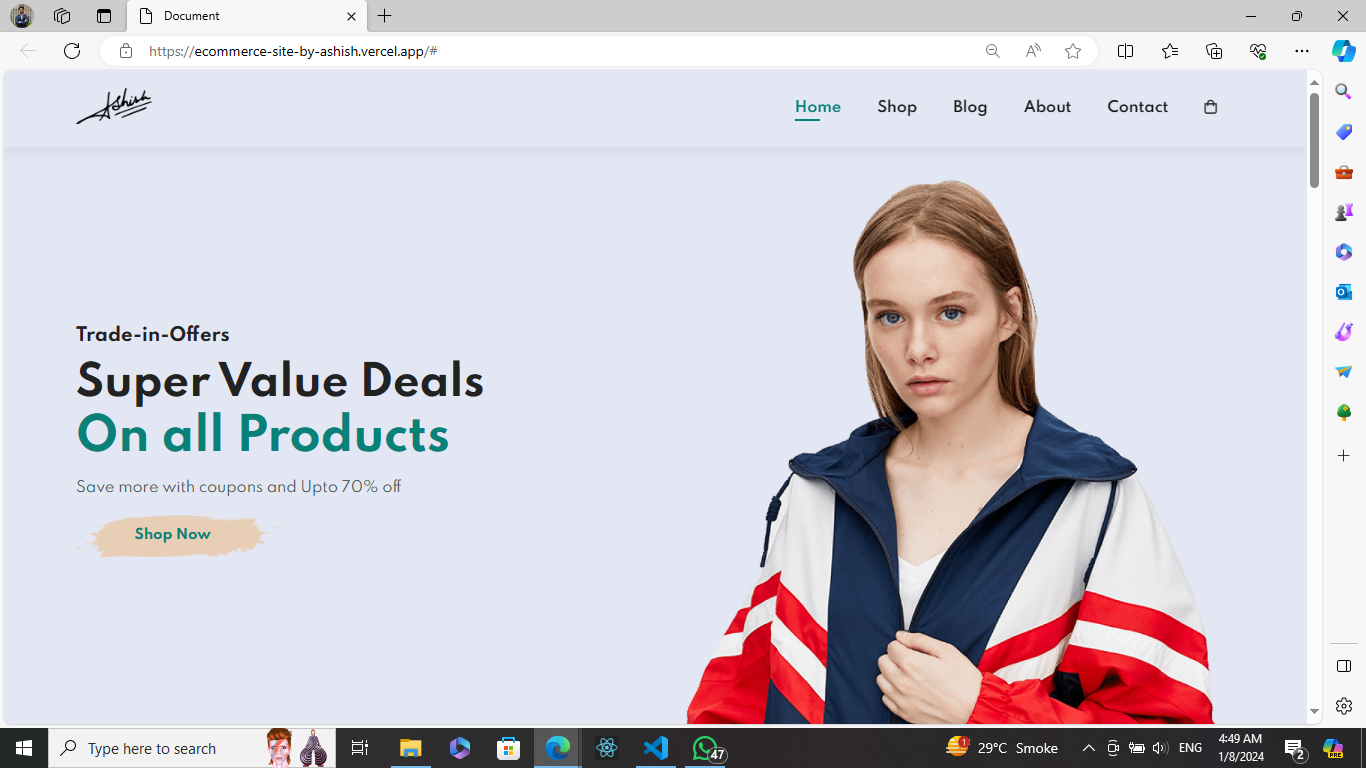 Document
https://ecommerce-site-by-ashish.vercel.app/#
Ashish
Home
Shop
Blog
About
Contact
Trade-in-Offers
Super Value Deals
On all Products
Save more with coupons and Upto 70% off
Shop Now
Type here to search
47
1
29°C Smoke
ENG
4:49 AM
1/8/2024
2
PRE